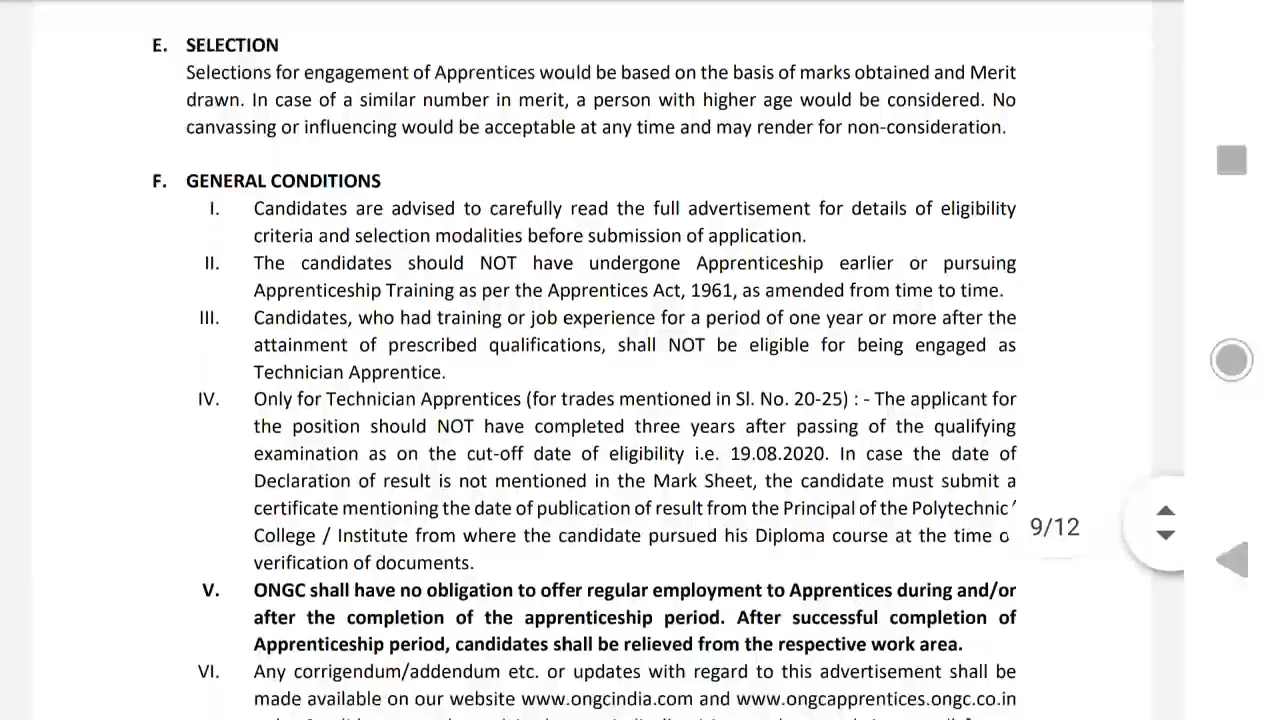 E. SELECTION
Selections for engagement of Apprentices would be based on the basis of marks obtained and Merit
drawn. In case of a similar number in merit, a person with higher age would be considered. No
canvassing or influencing would be acceptable at any time and may render for non-consideration.
F. GENERAL CONDITIONS
I. Candidates are advised to carefully read the full advertisement for details of eligibility
criteria and selection modalities before submission of application.
II. The candidates should NOT have undergone Apprenticeship earlier or pursuing
Apprenticeship Training as per the Apprentices Act, 1961, as amended from time to time.
III. Candidates, who had training or job experience for a period of one year or more after the
attainment of prescribed qualifications, shall NOT be eligible for being engaged as
Technician Apprentice.
IV. Only for Technician Apprentices (for trades mentioned in Sl. No. 20-25) : - The applicant for
the position should NOT have completed three years after passing of the qualifying
examination as on the cut-off date of eligibility i.e. 19.08.2020. In case the date of
Declaration of result is not mentioned in the Mark Sheet, the candidate must submit a
certificate mentioning the date of publication of result from the Principal of the Polytechnic
College / Institute from where the candidate pursued his Diploma course at the time
9/12
verification of documents.
V. ONGC shall have no obligation to offer regular employment to Apprentices during and/or
after the completion of the apprenticeship period. After successful completion of
Apprenticeship period, candidates shall be relieved from the respective work area.
VI. Any corrigendum/addendum etc. or updates with regard to this advertisement shall be
made available on our website www.ongcindia.com and www.ongcapprentices.ongc.co.in